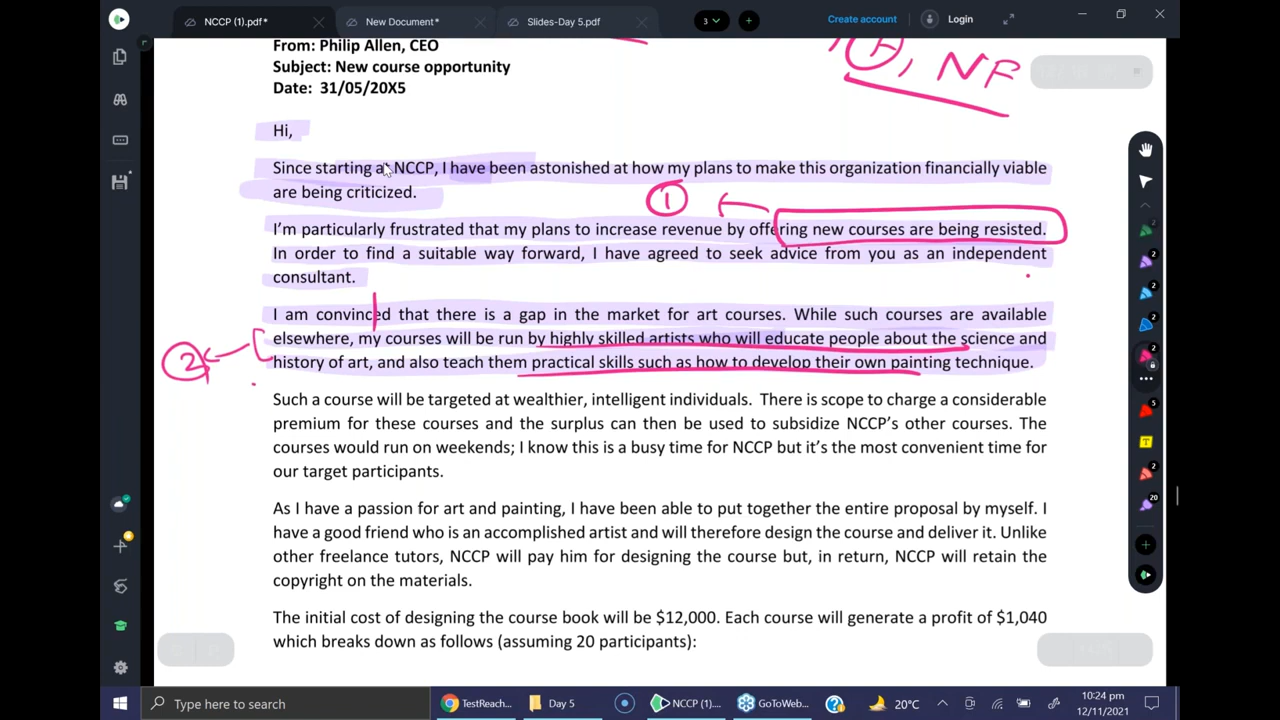 NCCP (1).pdf*
New Document*
Slides-Day 5.pdf
3
Create account
Login
From: Philip Allen, CEO
Subject: New course opportunity
Date: 31/05/20X5
, NF
Hi,
Since starting at NCCP, I have been astonished at how my plans to make this organization financially viable
are being criticized.
1
I'm particularly frustrated that my plans to increase revenue by offering new courses are being resisted.
In order to find a suitable way forward, I have agreed to seek advice from you as an independent
consultant.
I am convinced that there is a gap in the market for art courses. While such courses are available
elsewhere, my courses will be run by highly skilled artists who will educate people about the science and
2
history of art, and also teach them practical skills such as how to develop their own painting technique.
Such a course will be targeted at wealthier, intelligent individuals. There is scope to charge a considerable
premium for these courses and the surplus can then be used to subsidize NCCP's other courses. The
courses would run on weekends; I know this is a busy time for NCCP but it's the most convenient time for
our target participants.
As I have a passion for art and painting, I have been able to put together the entire proposal by myself. I
have a good friend who is an accomplished artist and will therefore design the course and deliver it. Unlike
other freelance tutors, NCCP will pay him for designing the course but, in return, NCCP will retain the
copyright on the materials.
The initial cost of designing the course book will be $12,000. Each course will generate a profit of $1,040
which breaks down as follows (assuming 20 participants):
2
2
2
2
2
5
T
2
20
Type here to search
TestReach...
Day 5
NCCP (1)....
GoToWeb...
20°C
10:24 pm
12/11/2021